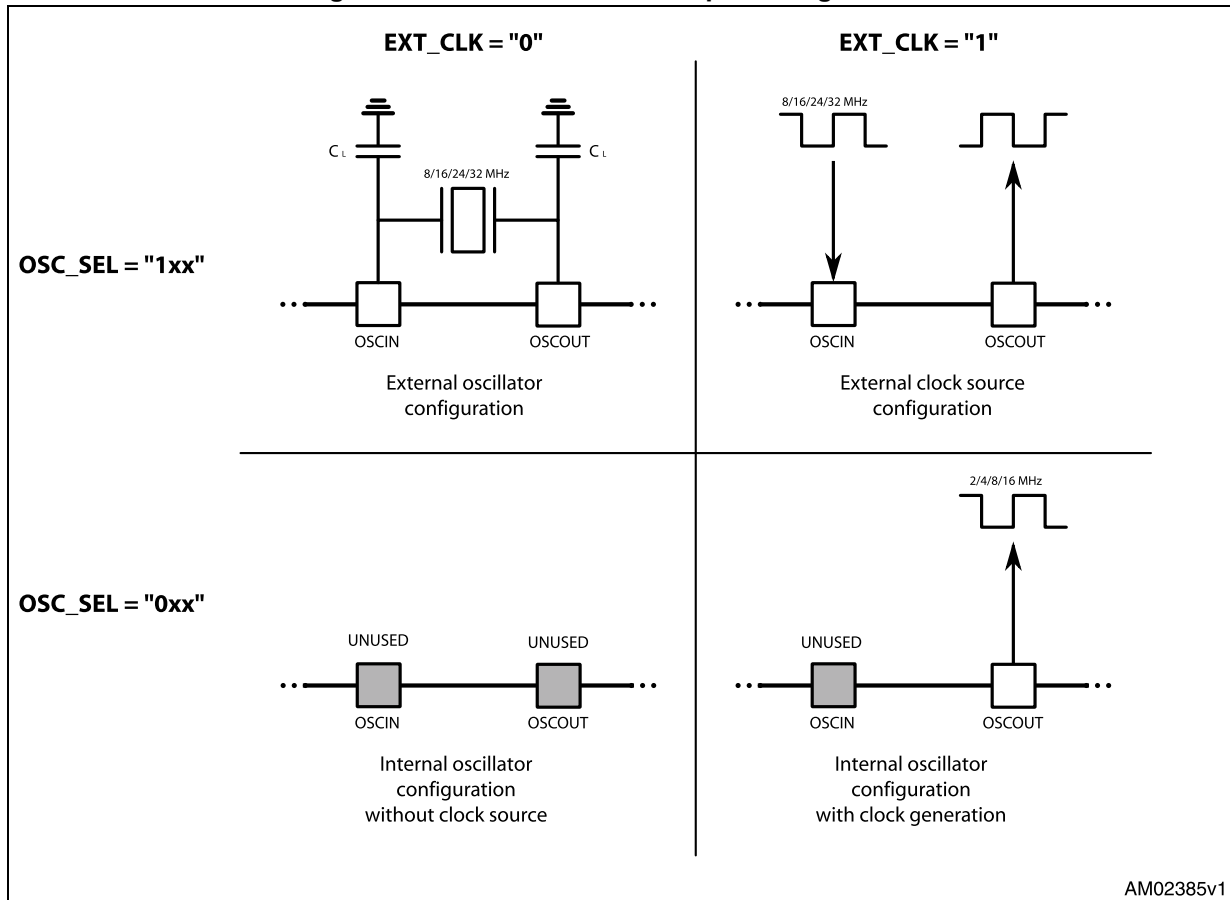 EXT_CLK = "0"
EXT_CLK = "1"
8/16/24/32 MHz
CL
CL
8/16/24/32 MHz
OSC_SEL = "1xx"
OSCIN
OSCOUT
OSCIN
OSCOUT
External oscillator
configuration
External clock source
configuration
2/4/8/16 MHz
OSC_SEL = "0xx"
UNUSED
UNUSED
UNUSED
OSCIN
OSCOUT
OSCIN
OSCOUT
Internal oscillator
configuration
without clock source
Internal oscillator
configuration
with clock generation
AM02385v1